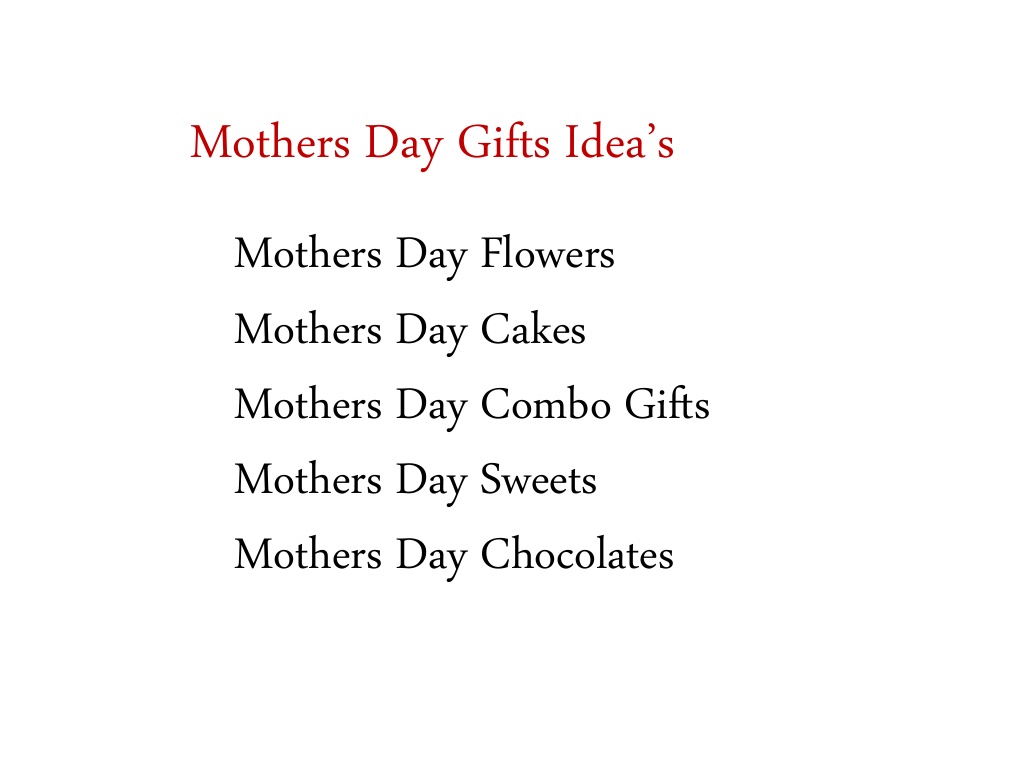 Mothers Day Gifts Idea’s
Mothers Day Flowers
Mothers Day Cakes
Mothers Day Combo Gifts
Mothers Day Sweets
Mothers Day Chocolates